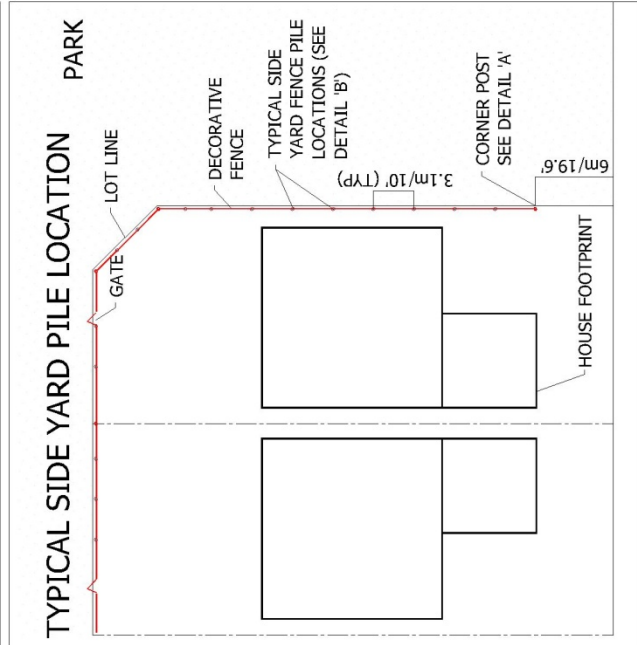 TYPICAL SIDE YARD PILE LOCATION
PARK
LOT LINE
GATE
DECORATIVE
FENCE
TYPICAL SIDE
YARD FENCE PILE
LOCATIONS (SEE
DETAIL 'B')
3.1m/10' (TYP)
CORNER POST
SEE DETAIL 'A'
6m/19.6'
HOUSE FOOTPRINT